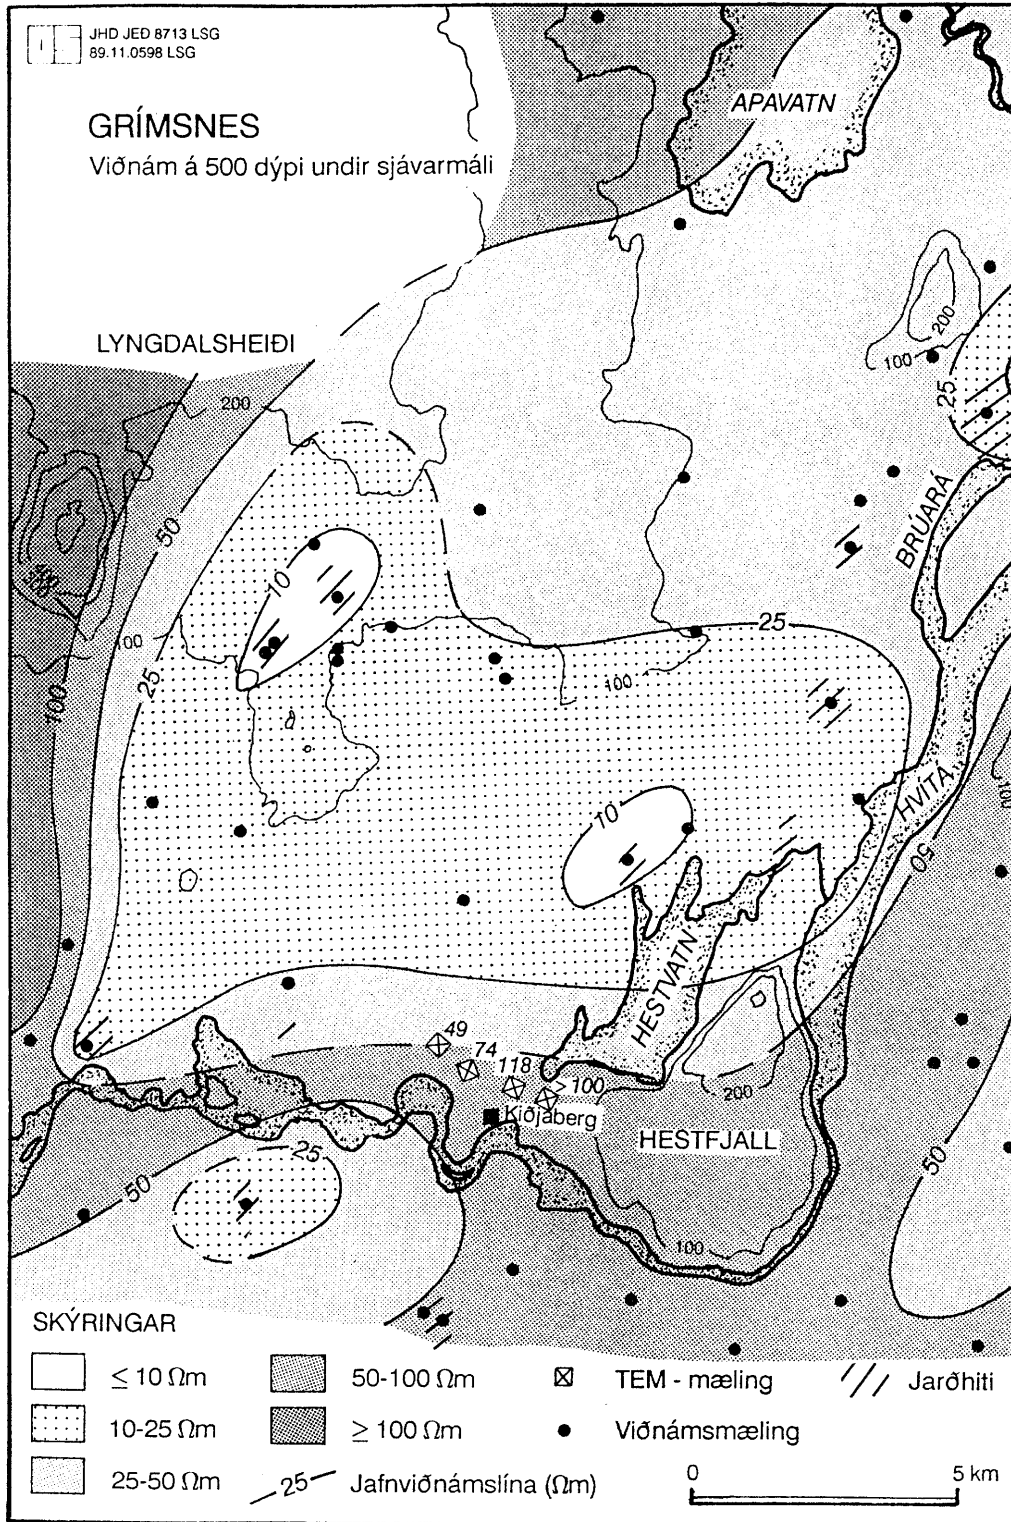 JHD JEÐ 8713 LSG
89.11.0598 LSG
GRÍMSNES
Viðnám á 500 dýpi undir sjávarmáli
APAVATN
LYNGDALSHEIÐI
200
200
100
25
50
BRÚARÁ
10
100
25
25
100
100
HVÍTÁ
100
10
50
HESTVATN
49
74
118
> 100
200
Kiðjaberg
HESTFJALL
25
50
50
100
SKÝRINGAR
≤ 10 Ωm
50-100 Ωm
TEM - mæling
Jarðhiti
10-25 Ωm
≥ 100 Ωm
Viðnámsmæling
25-50 Ωm
25
Jafnviðnámslína (Ωm)
0
5 km